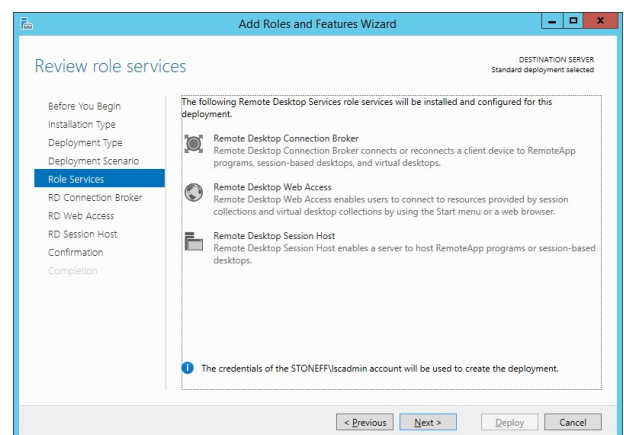 Add Roles and Features Wizard
Review role services
DESTINATION SERVER
Standard deployment selected
Before You Begin
Installation Type
Deployment Type
Deployment Scenario
Role Services
RD Connection Broker
RD Web Access
RD Session Host
Confirmation
Completion
The following Remote Desktop Services role services will be installed and configured for this
deployment.
Remote Desktop Connection Broker
Remote Desktop Connection Broker connects or reconnects a client device to RemoteApp
programs, session-based desktops, and virtual desktops.
Remote Desktop Web Access
Remote Desktop Web Access enables users to connect to resources provided by session
collections and virtual desktop collections by using the Start menu or a web browser.
Remote Desktop Session Host
Remote Desktop Session Host enables a server to host RemoteApp programs or session-based
desktops.
The credentials of the STONEFF\lscadmin account will be used to create the deployment.
< Previous
Next >
Deploy
Cancel